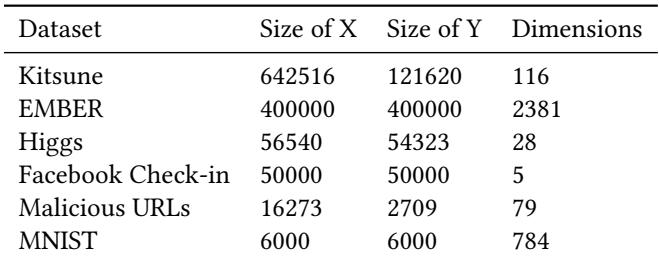 Dataset Size of X Size of Y Dimensions
Kitsune 642516 121620 116
EMBER 400000 400000 2381
Higgs 56540 54323 28
Facebook Check-in 50000 50000 5
Malicious URLs 16273 2709 79
MNIST 6000 6000 784